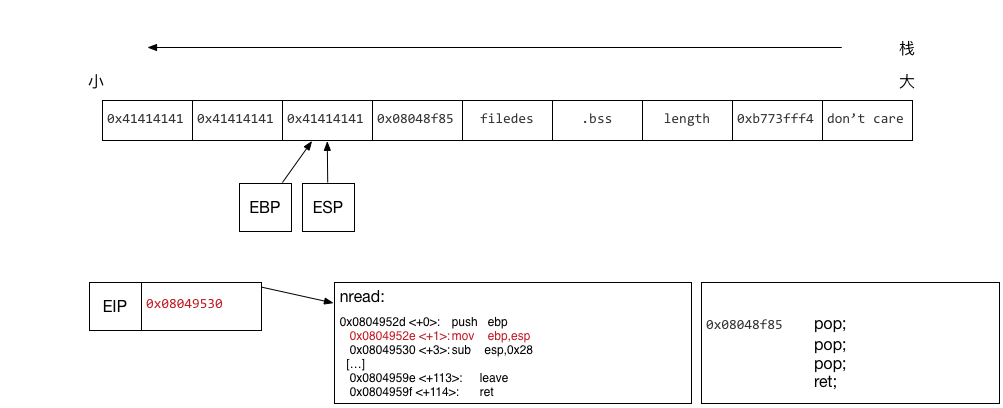 栈
小 大
0x41414141 0x41414141 0x41414141 0x08048f85 filedes .bss length 0xb773fff4 don’t care
EBP ESP
EIP 0x08049530
nread:
0x0804952d <+0>: push ebp
0x0804952e <+1>:mov ebp,esp
0x08049530 <+3>:sub esp,0x28
[…]
0x0804959e <+113>: leave
0x0804959f <+114>: ret
0x08048f85 pop;
pop;
pop;
ret;